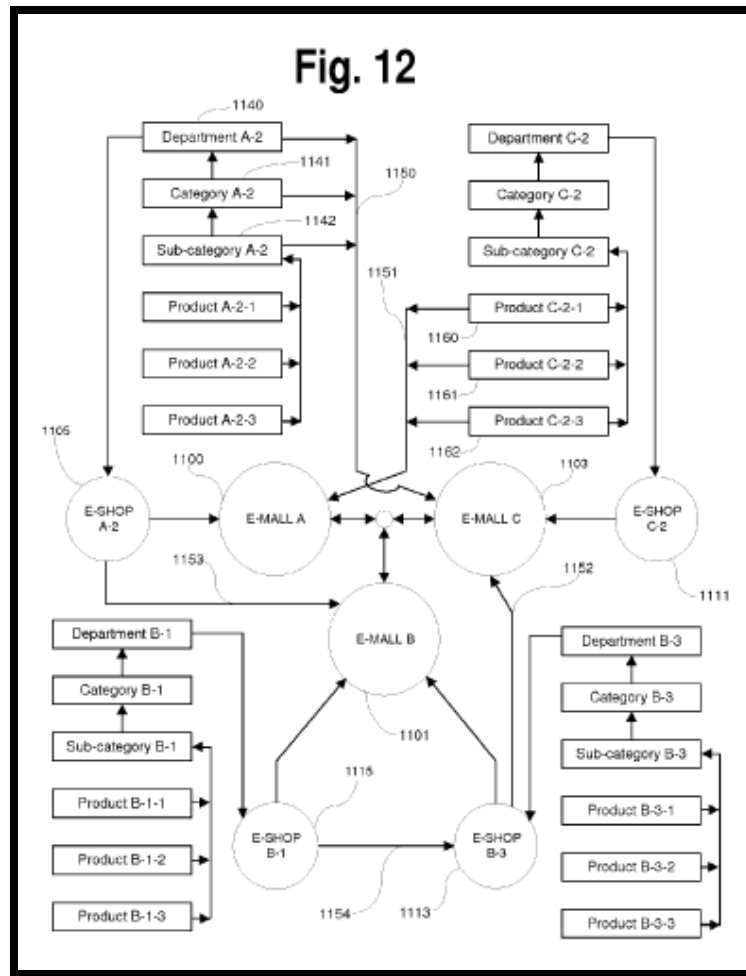 Fig. 12
1140
Department A-2
Department C-2
1141
1150
Category A-2
Category C-2
1142
Sub-category A-2
Sub-category C-2
1151
Product A-2-1
Product C-2-1
1160
Product A-2-2
Product C-2-2
1161
Product A-2-3
Product C-2-3
1105
1100
1162
1103
E-SHOP
A-2
E-MALL A
E-MALL C
E-SHOP
C-2
1153
1152
1111
Department B-1
E-MALL B
Department B-3
Category B-1
Category B-3
1101
Sub-category B-1
Sub-category B-3
1115
Product B-1-1
Product B-3-1
E-SHOP
B-1
E-SHOP
B-3
Product B-1-2
Product B-3-2
1154
1113
Product B-1-3
Product B-3-3